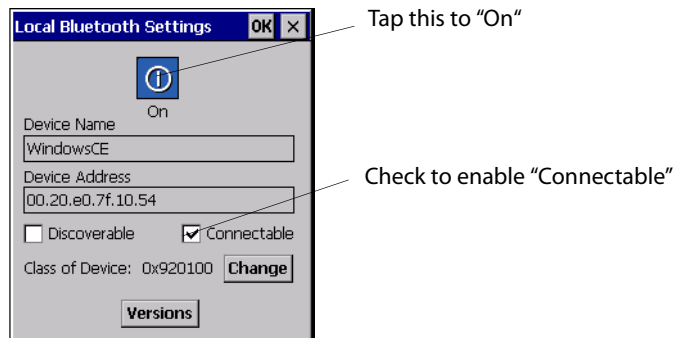 Local Bluetooth Settings OK ×
Tap this to “On“
On
Device Name
WindowsCE
Device Address
00.20.e0.7f.10.54
Check to enable “Connectable”
Discoverable Connectable
Class of Device: 0x920100 Change
Versions